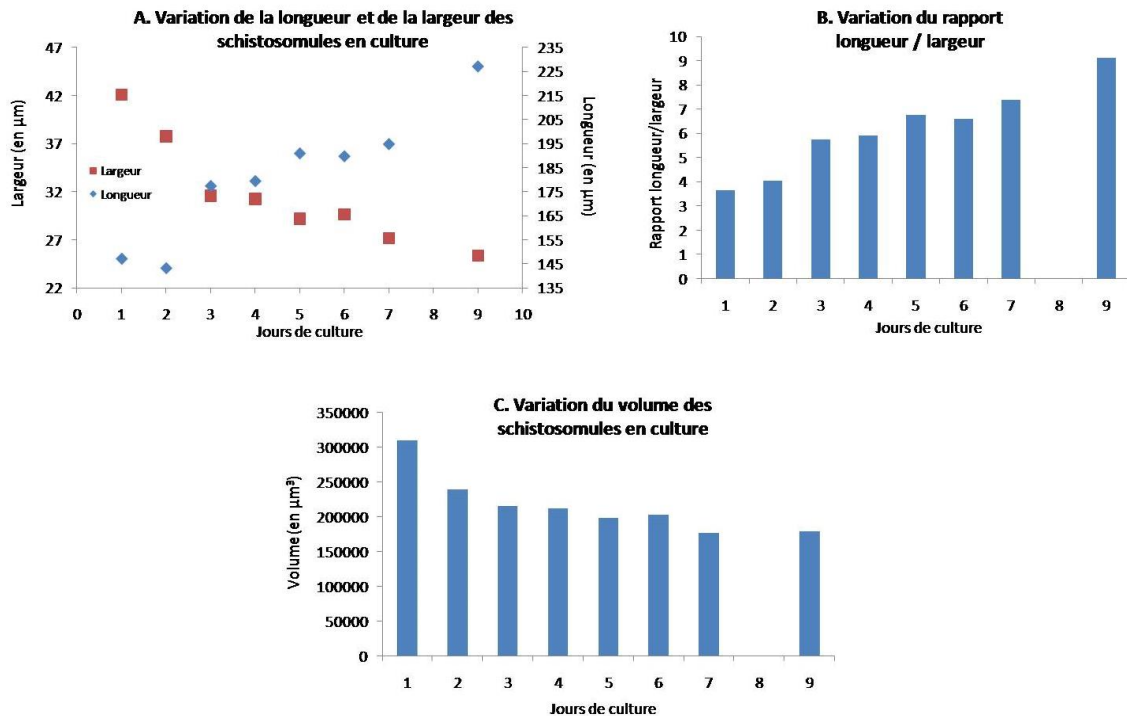 A. Variation de la longueur et de la largeur des
schistosomules en culture
47
42
37
32
27
22
Largeur (en µm)
235
225
215
205
195
185
175
165
155
145
135
Longueur (en µm)
Largeur
Longueur
0 1 2 3 4 5 6 7 8 9 10
Jours de culture
B. Variation du rapport
longueur / largeur
10
9
8
7
6
5
4
3
2
1
0
Rapport longueur/largeur
1 2 3 4 5 6 7 8 9
Jours de culture
C. Variation du volume des
schistosomules en culture
350000
300000
250000
200000
150000
100000
50000
0
Volume (en µm³)
1 2 3 4 5 6 7 8 9
Jours de culture